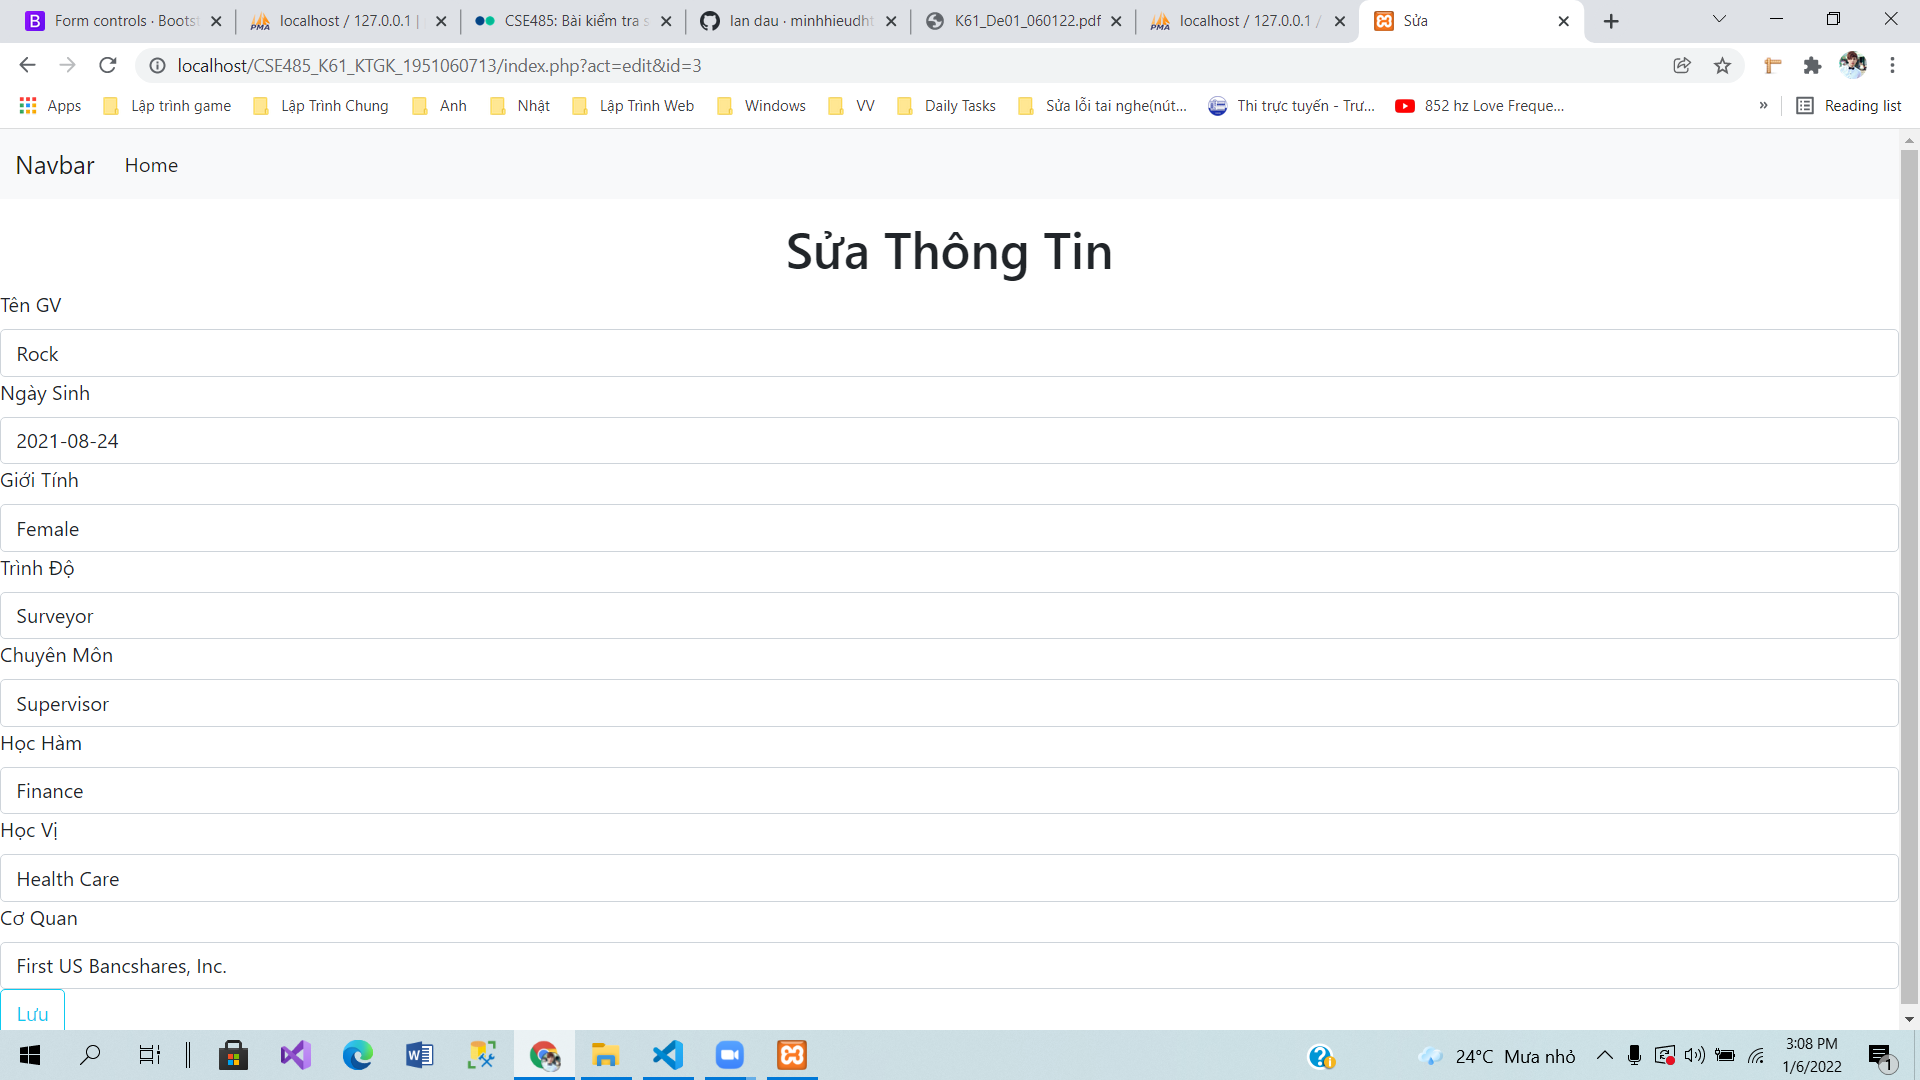 Form controls · Bootst
localhost / 127.0.0.1 |
CSE485: Bài kiểm tra s
lan dau · minhhieudht
K61_De01_060122.pdf
localhost / 127.0.0.1 /
Sửa
localhost/CSE485_K61_KTGK_1951060713/index.php?act=edit&id=3
Apps Lập trình game Lập Trình Chung Anh Nhật Lập Trình Web Windows VV Daily Tasks Sửa lỗi tai nghe(nút... Thi trực tuyến - Trư... 852 hz Love Freque... » Reading list
Navbar Home
Sửa Thông Tin
Tên GV
Rock
Ngày Sinh
2021-08-24
Giới Tính
Female
Trình Độ
Surveyor
Chuyên Môn
Supervisor
Học Hàm
Finance
Học Vị
Health Care
Cơ Quan
First US Bancshares, Inc.
Lưu
24°C Mưa nhỏ
3:08 PM
1/6/2022
1